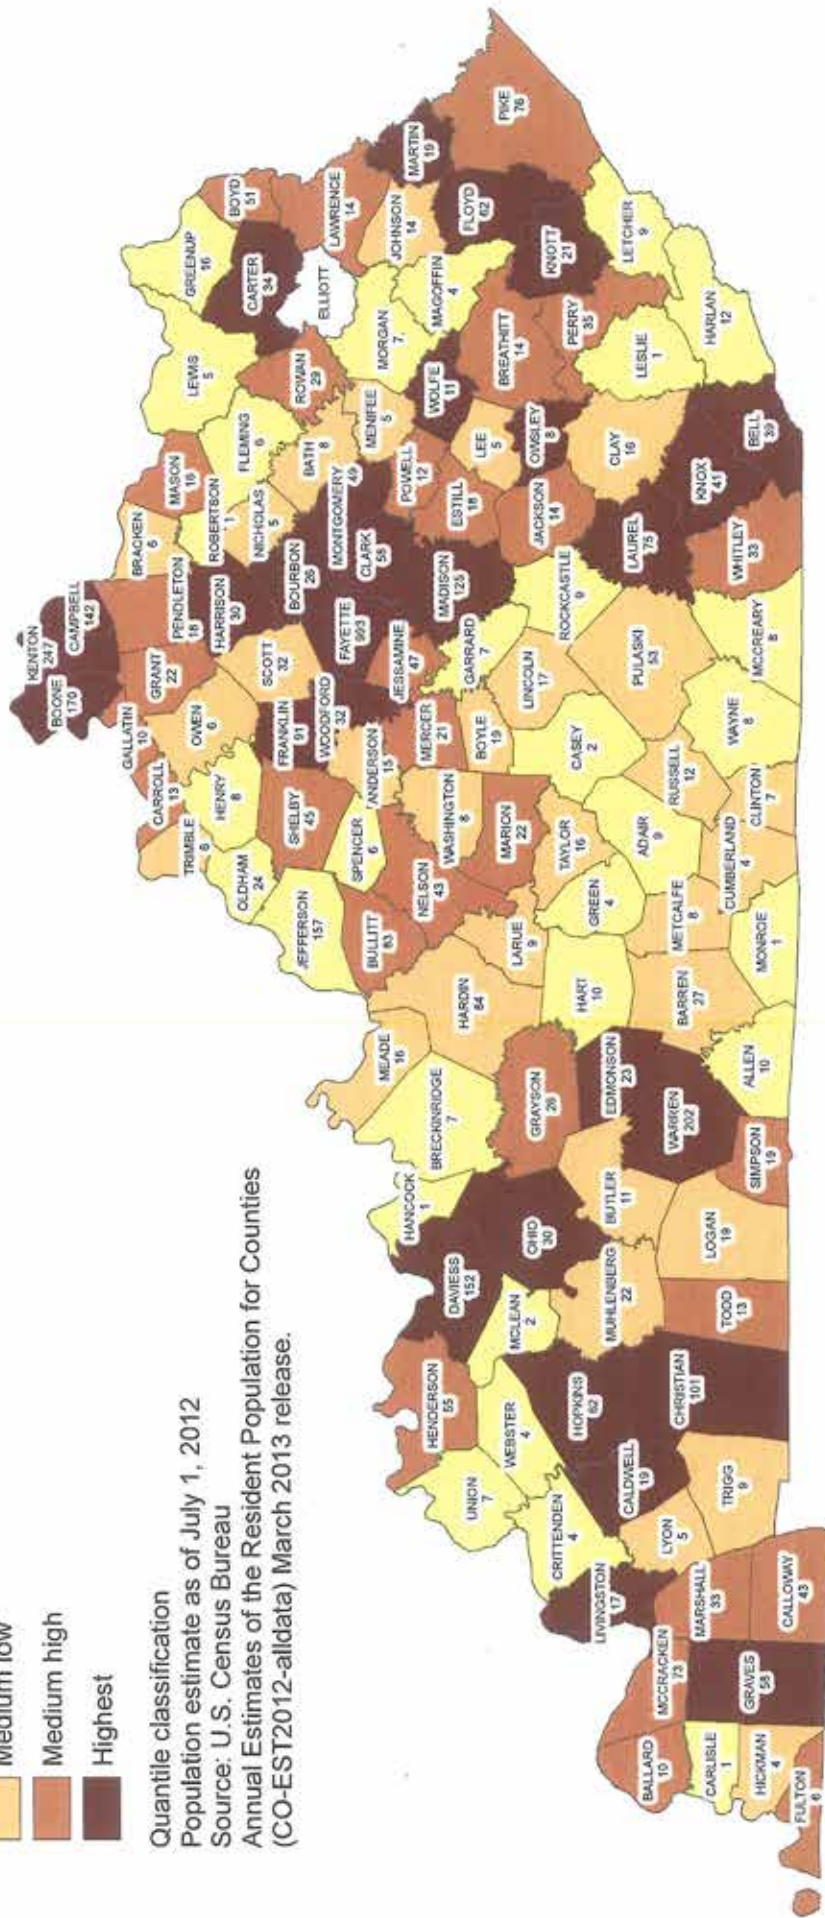 Medium low
Medium high
Highest
Quantile classification
Population estimate as of July 1, 2012
Source: U.S. Census Bureau
Annual Estimates of the Resident Population for Counties
(CO-EST2012-alldata) March 2013 release.
KENTON
247
BOONE
170
CAMPBELL
142
GALLATIN
10
GRANT
22
PENDLETON
18
BRACKEN
6
MASON
16
LEWIS
5
GREENUP
16
CARROLL
13
TRIMBLE
6
OWEN
6
HARRISON
30
ROBERTSON
1
FLEMING
6
CARTER
34
BOYD
51
OLDHAM
24
HENRY
8
SCOTT
32
NICHOLAS
5
ROWAN
29
ELLIOTT
LAWRENCE
14
JEFFERSON
157
SHELBY
45
FRANKLIN
91
BOURBON
26
BATH
8
MORGAN
7
JOHNSON
14
MARTIN
19
SPENCER
6
ANDERSON
15
WOODFORD
32
FAYETTE
993
CLARK
58
MONTGOMERY
49
MENIFEE
5
MAGOFFIN
4
FLOYD
62
PIKE
76
MEADE
16
BULLITT
83
NELSON
43
WASHINGTON
8
MERCER
21
JESSAMINE
47
MADISON
125
POWELL
12
WOLFE
11
ESTILL
18
LEE
5
BREATHITT
14
KNOTT
21
HANCOCK
1
BRECKINRIDGE
7
HARDIN
64
LARUE
9
MARION
22
BOYLE
19
GARRARD
7
LINCOLN
17
ROCKCASTLE
9
JACKSON
14
OWSLEY
8
PERRY
35
LETCHER
9
HENDERSON
55
DAVIESS
152
OHIO
30
GRAYSON
26
HART
10
GREEN
4
TAYLOR
16
CASEY
2
PULASKI
53
LAUREL
75
CLAY
16
LESLIE
1
HARLAN
12
UNION
7
WEBSTER
4
MCLEAN
2
MUHLENBERG
22
BUTLER
11
EDMONSON
23
BARREN
27
METCALFE
8
ADAIR
9
RUSSELL
12
WAYNE
8
MCCREARY
8
WHITLEY
33
KNOX
41
BELL
39
CRITTENDEN
4
HOPKINS
62
CALDWELL
19
LIVINGSTON
17
LYON
5
TRIGG
9
CHRISTIAN
101
TODD
13
LOGAN
19
WARREN
202
SIMPSON
19
ALLEN
10
MONROE
1
CUMBERLAND
4
CLINTON
7
BALLARD
10
MCCRACKEN
73
MARSHALL
33
CALLOWAY
43
CARLISLE
1
GRAVES
58
HICKMAN
4
FULTON
6